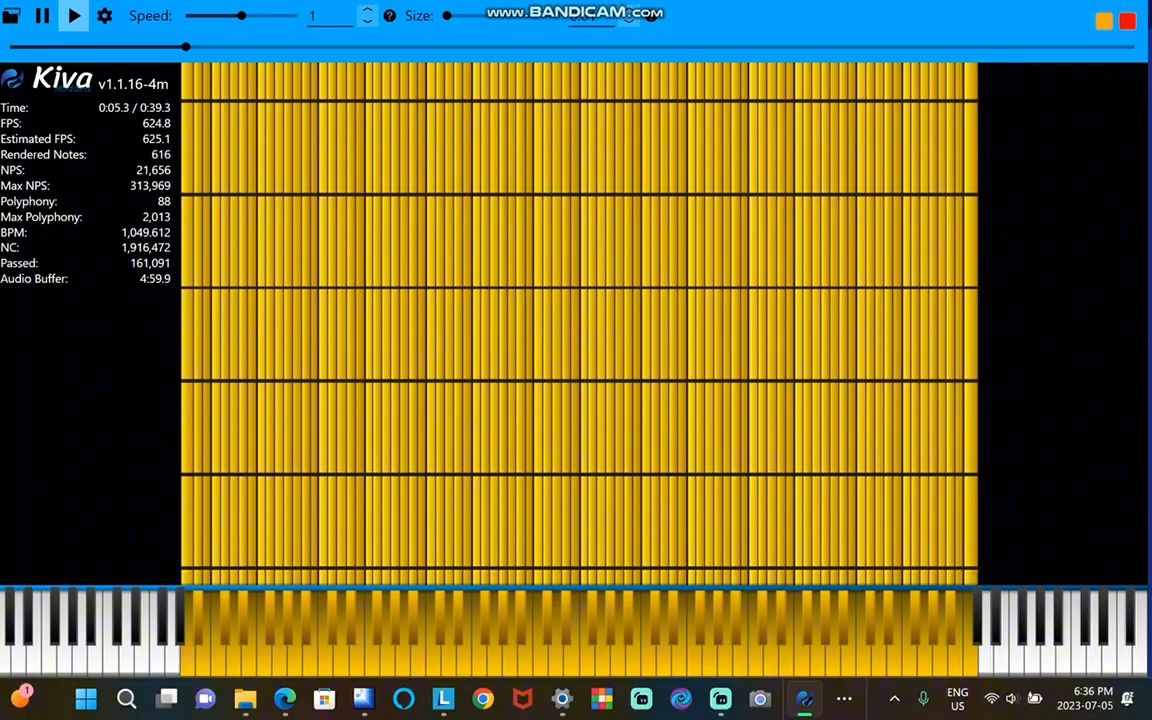 Speed: 1 Size:
www.BANDICAM.com
Kiva v1.1.16-4m
Time: 0:05.3 / 0:39.3
FPS: 624.8
Estimated FPS: 625.1
Rendered Notes: 616
NPS: 21,656
Max NPS: 313,969
Polyphony: 88
Max Polyphony: 2,013
BPM: 1,049.612
NC: 1,916,472
Passed: 161,091
Audio Buffer: 4:59.9
1
L
ENG
US
6:36 PM
2023-07-05